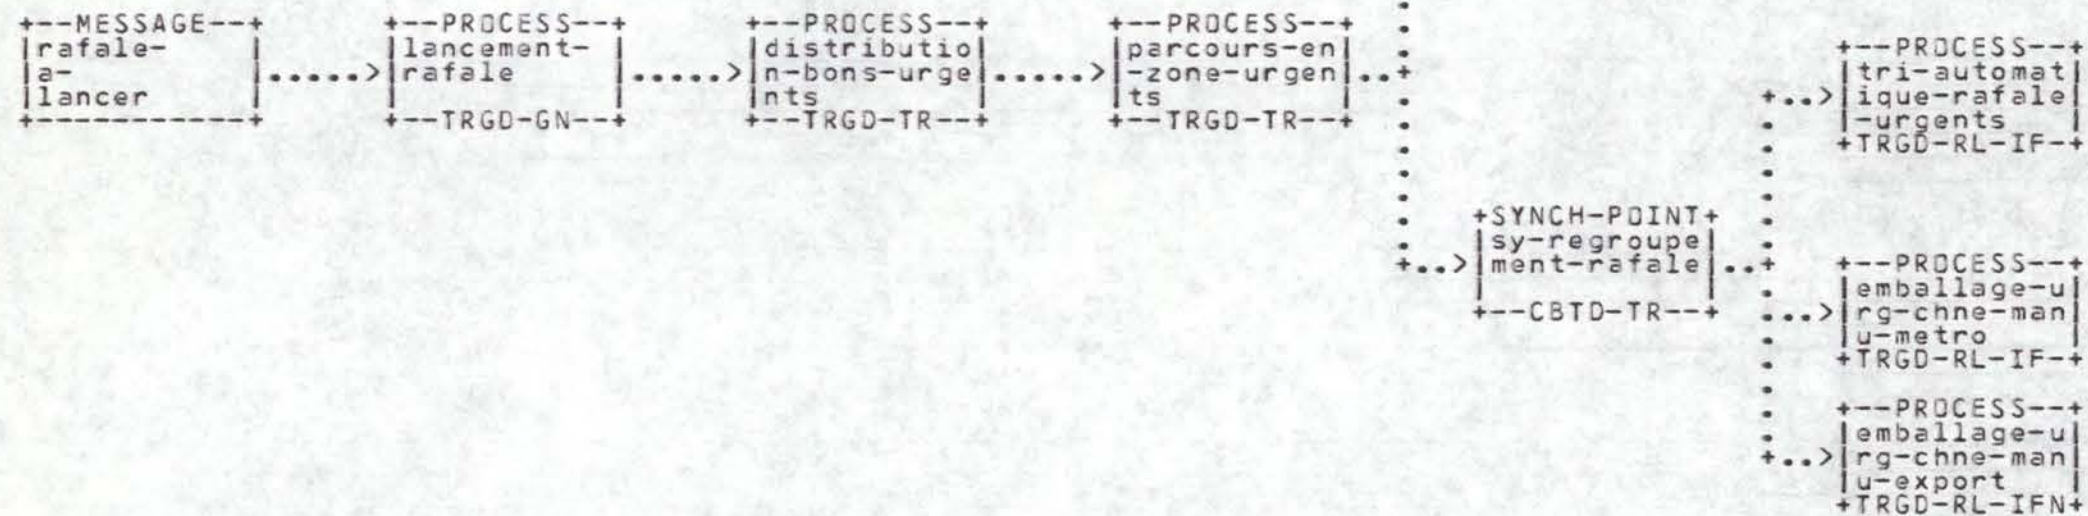 +--MESSAGE--+
|rafale-
|a-
|lancer
+-----------+
+--PROCESS--+
|lancement-
|rafale
+--TRGD-GN--+
+--PROCESS--+
|distributio|
|n-bons-urge|
|nts
+--TRGD-TR--+
+--PROCESS--+
|parcours-en|
|-zone-urgen|
|ts
+--TRGD-TR--+
+SYNCH-POINT+
|sy-regroupe|
|ment-rafale|
+--CBTD-TR--+
+--PROCESS--+
|tri-automat|
|ique-rafale|
|-urgents
+TRGD-RL-IF-+
+--PROCESS--+
|emballage-u|
|rg-chne-man|
|u-metro
+TRGD-RL-IF-+
+--PROCESS--+
|emballage-u|
|rg-chne-man|
|u-export
+TRGD-RL-IFN+